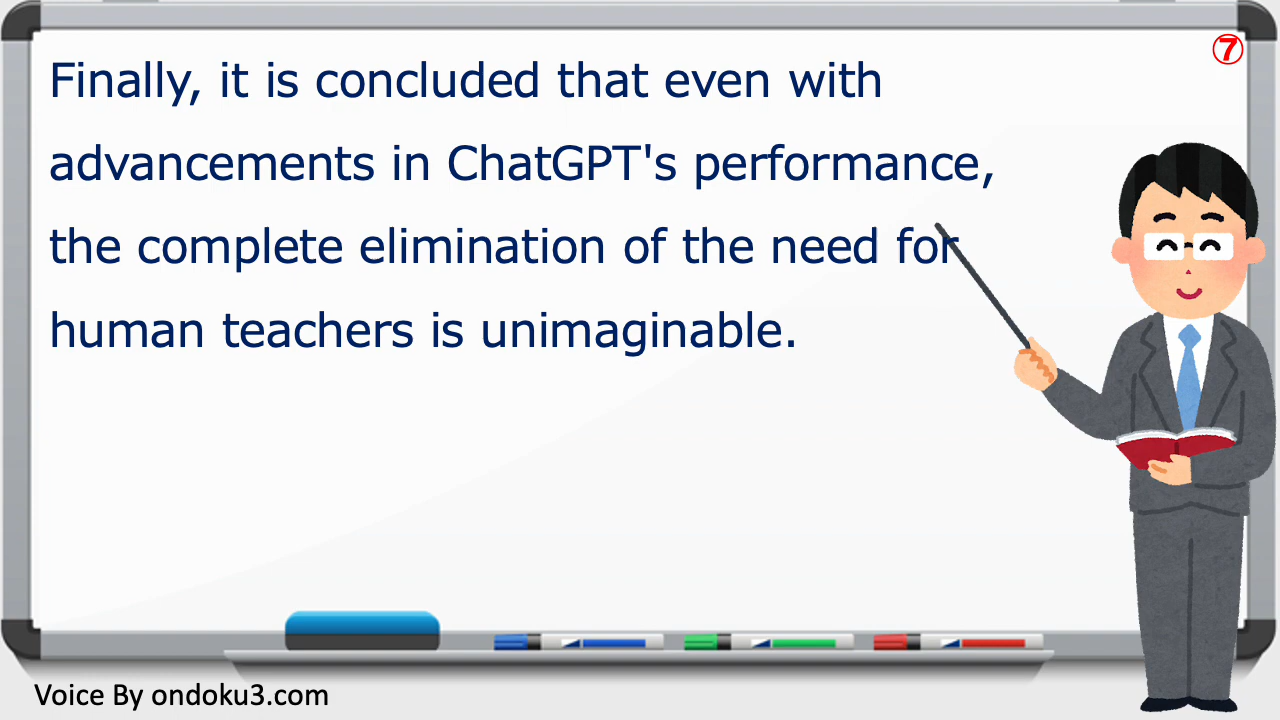 ⑦
Finally, it is concluded that even with
advancements in ChatGPT's performance,
the complete elimination of the need for
human teachers is unimaginable.
Voice By ondoku3.com